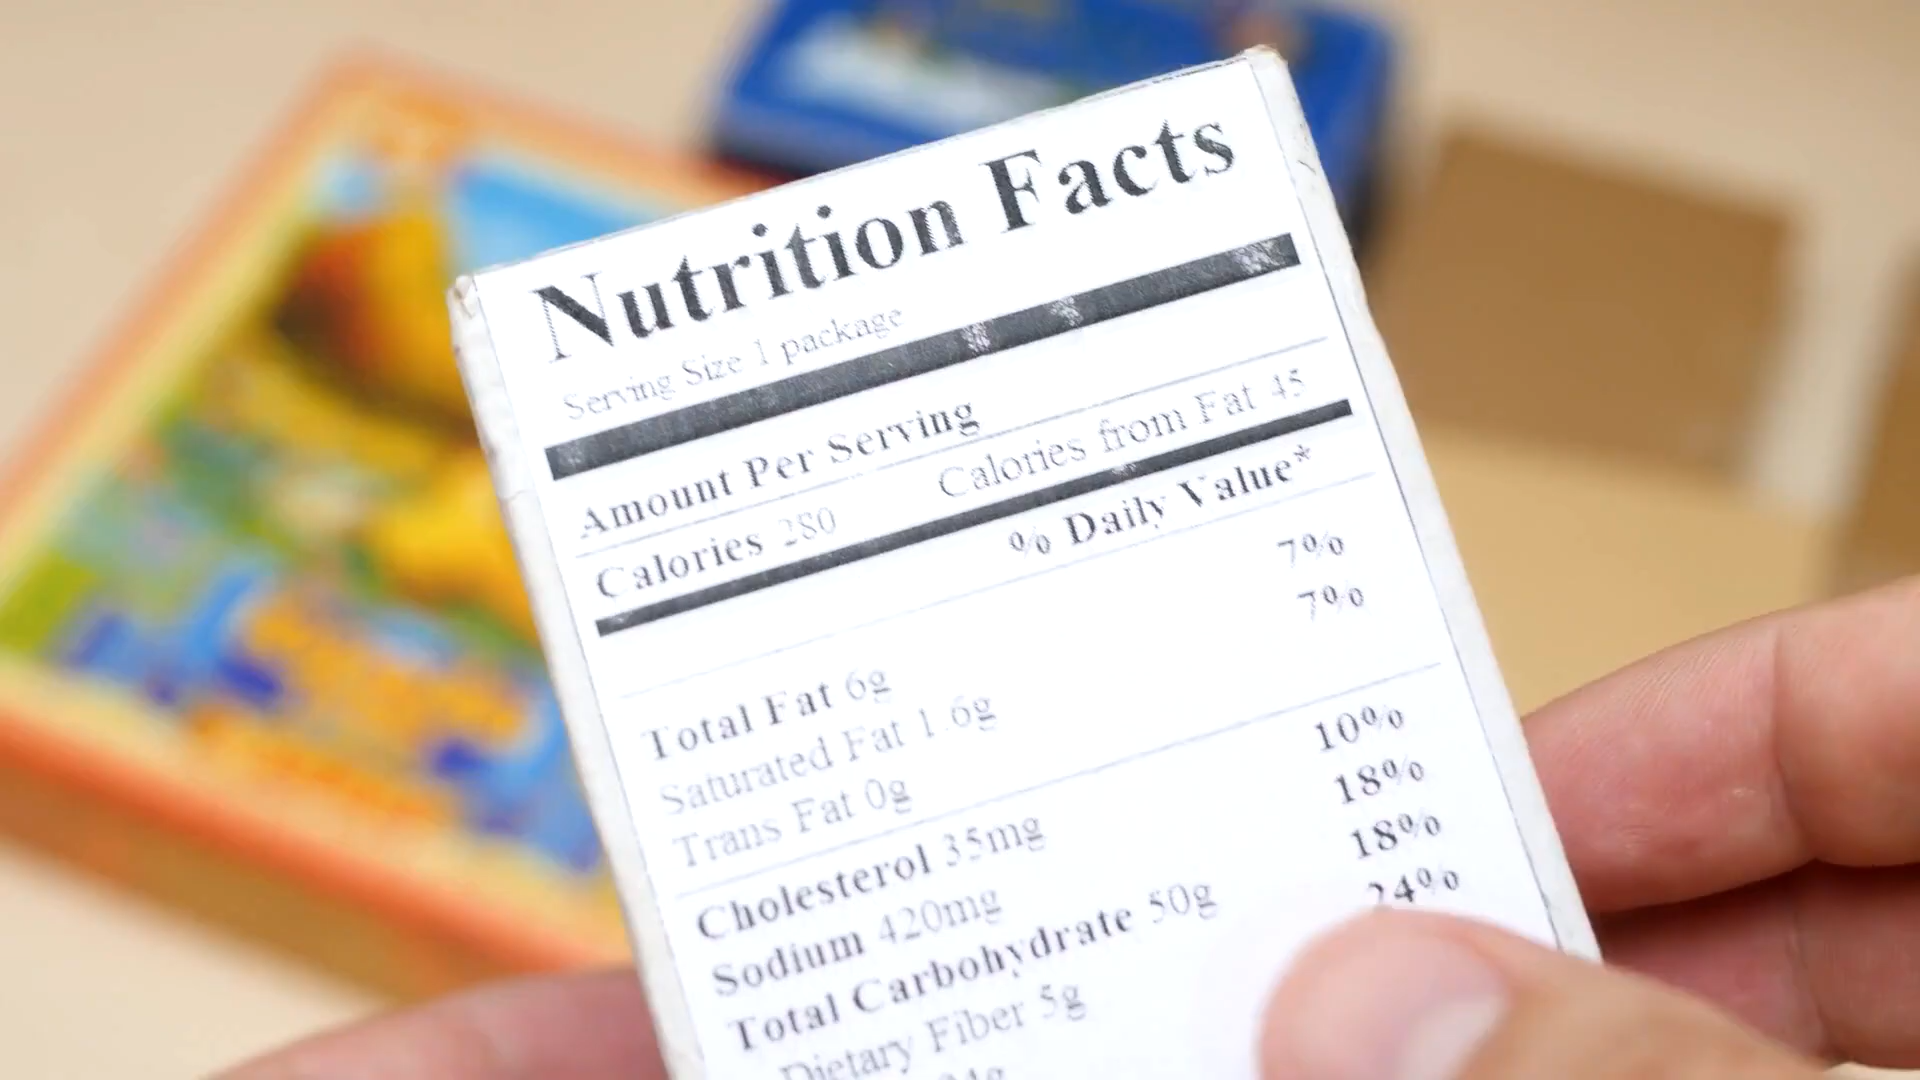 Nutrition Facts
Serving Size 1 package
Amount Per Serving
Calories 280 Calories from Fat 45
% Daily Value*
7%
7%
Total Fat 6g
Saturated Fat 1.6g
Trans Fat 0g
10%
Cholesterol 35mg
18%
Sodium 420mg
18%
Total Carbohydrate 50g
24%
Dietary Fiber 5g